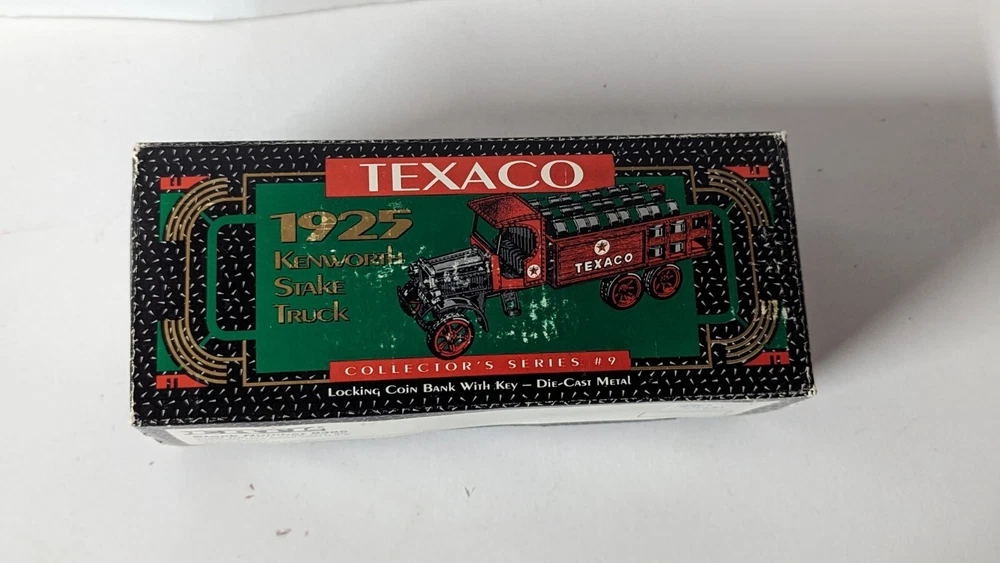 TEXACO
1925
KENWORTH
STAKE
TRUCK
TEXACO
COLLECTOR'S SERIES #9
LOCKING COIN BANK WITH KEY – DIE-CAST METAL